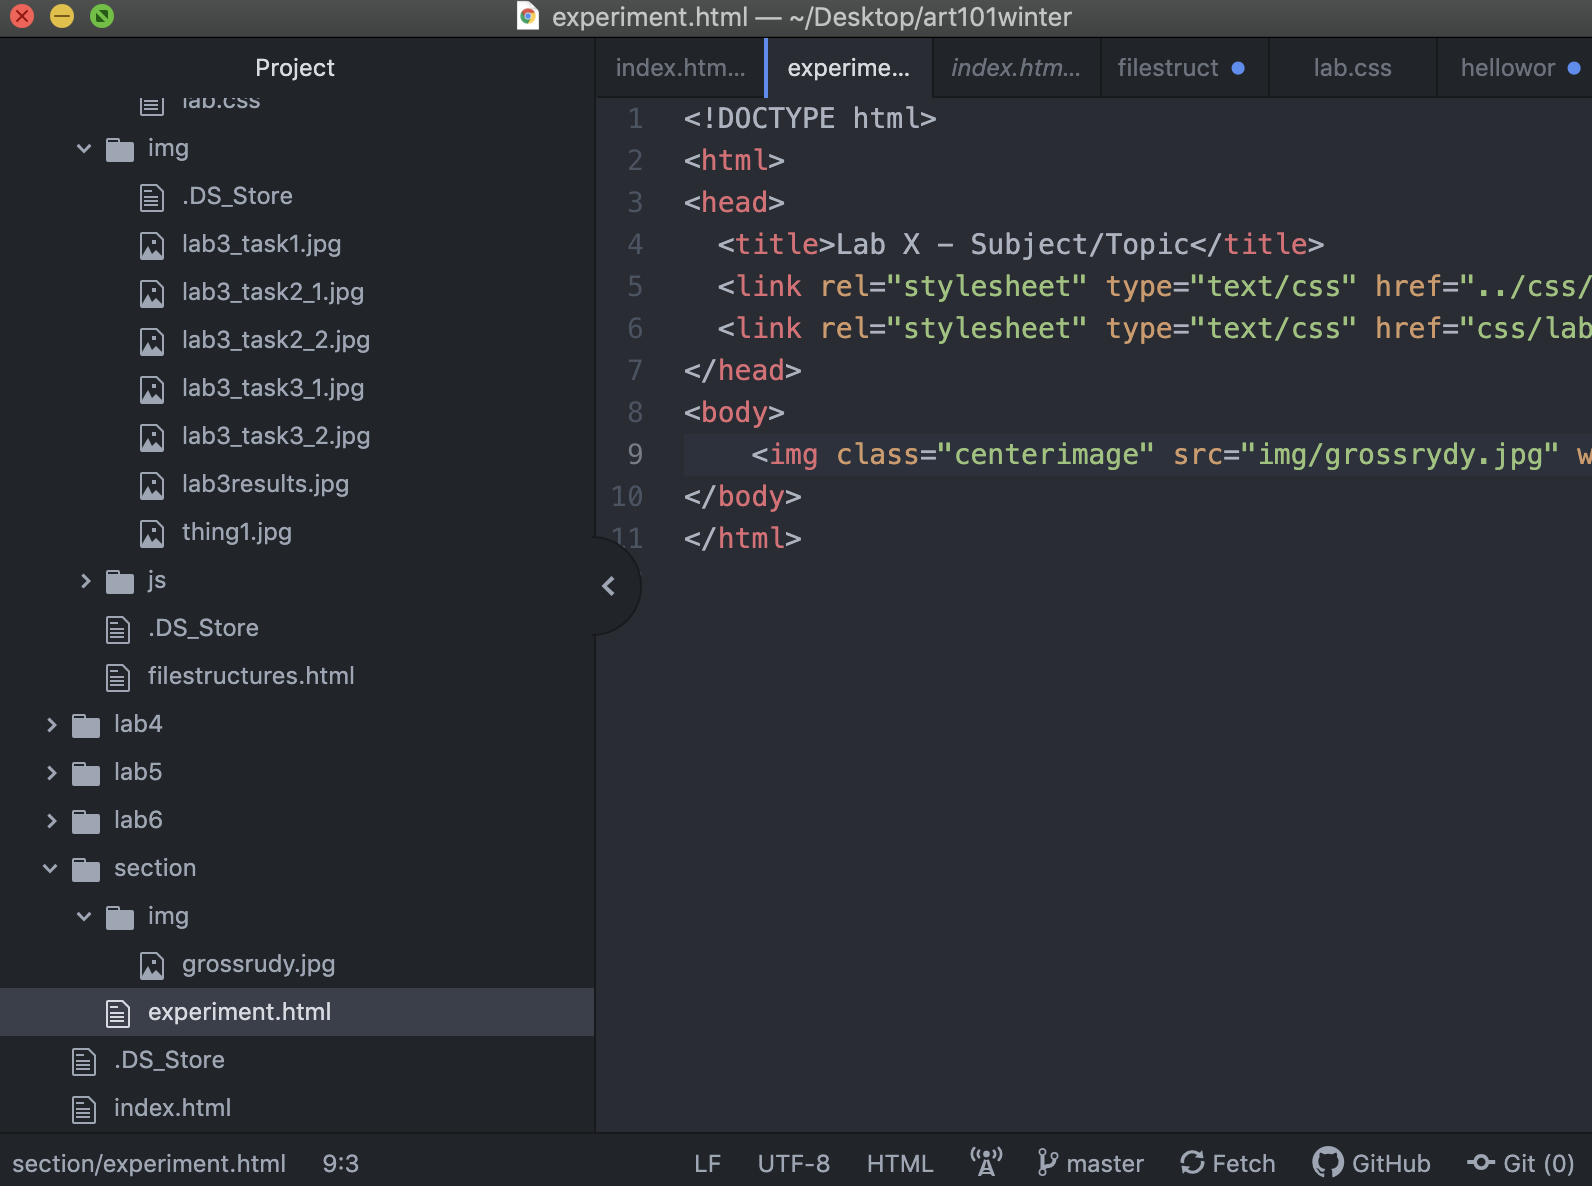 experiment.html — ~/Desktop/art101winter
Project
lab.css
img
.DS_Store
lab3_task1.jpg
lab3_task2_1.jpg
lab3_task2_2.jpg
lab3_task3_1.jpg
lab3_task3_2.jpg
lab3results.jpg
thing1.jpg
js
.DS_Store
filestructures.html
lab4
lab5
lab6
section
img
grossrudy.jpg
experiment.html
.DS_Store
index.html
index.htm... experime... index.htm... filestruct lab.css hellowor
1 <!DOCTYPE html>
2 <html>
3 <head>
4 <title>Lab X – Subject/Topic</title>
5 <link rel="stylesheet" type="text/css" href="../css/
6 <link rel="stylesheet" type="text/css" href="css/lab
7 </head>
8 <body>
9 <img class="centerimage" src="img/grossrydy.jpg" w
10 </body>
11 </html>
section/experiment.html 9:3 LF UTF-8 HTML master Fetch GitHub Git (0)